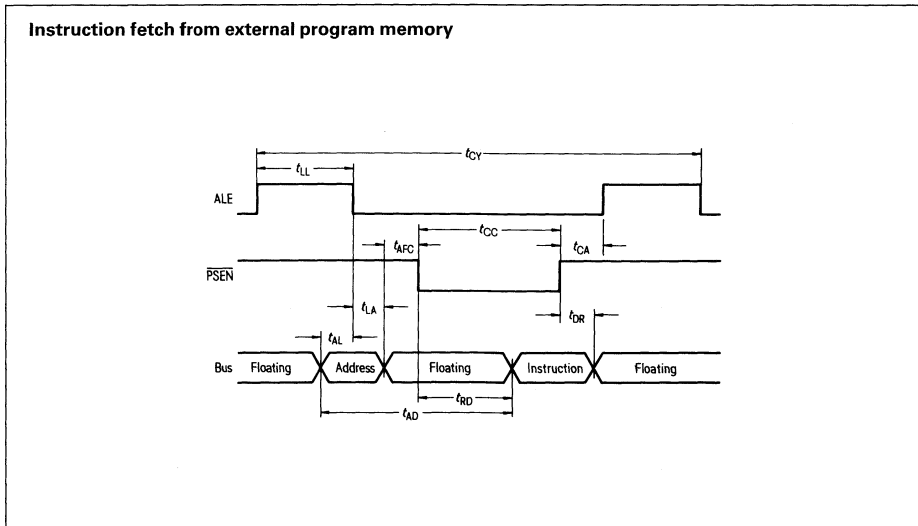 Instruction fetch from external program memory
tCY
tLL
ALE
tAFC
tCC
tCA
PSEN
tLA
tDR
tAL
Bus
Floating
Address
Floating
Instruction
Floating
tRD
tAD